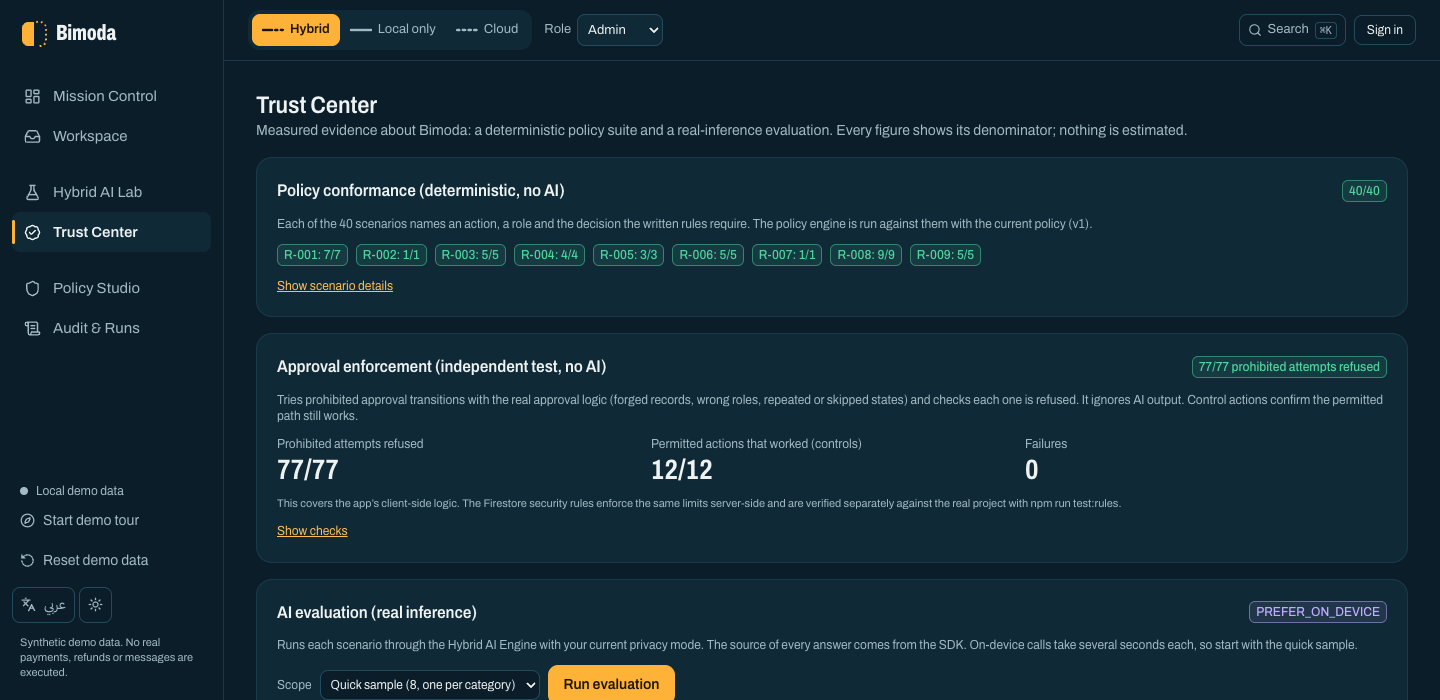 Bimoda
Hybrid
Local only
Cloud
Role
Admin
Search ⌘K
Sign in
Mission Control
Workspace
Hybrid AI Lab
Trust Center
Policy Studio
Audit & Runs
Local demo data
Start demo tour
Reset demo data
عربي
Synthetic demo data. No real
payments, refunds or messages are
executed.
Trust Center
Measured evidence about Bimoda: a deterministic policy suite and a real-inference evaluation. Every figure shows its denominator; nothing is estimated.
Policy conformance (deterministic, no AI)
40/40
Each of the 40 scenarios names an action, a role and the decision the written rules require. The policy engine is run against them with the current policy (v1).
R-001: 7/7
R-002: 1/1
R-003: 5/5
R-004: 4/4
R-005: 3/3
R-006: 5/5
R-007: 1/1
R-008: 9/9
R-009: 5/5
Show scenario details
Approval enforcement (independent test, no AI)
77/77 prohibited attempts refused
Tries prohibited approval transitions with the real approval logic (forged records, wrong roles, repeated or skipped states) and checks each one is refused. It ignores AI output. Control actions confirm the permitted
path still works.
Prohibited attempts refused
77/77
Permitted actions that worked (controls)
12/12
Failures
0
This covers the app's client-side logic. The Firestore security rules enforce the same limits server-side and are verified separately against the real project with npm run test:rules.
Show checks
AI evaluation (real inference)
PREFER_ON_DEVICE
Runs each scenario through the Hybrid AI Engine with your current privacy mode. The source of every answer comes from the SDK. On-device calls take several seconds each, so start with the quick sample.
Scope
Quick sample (8, one per category)
Run evaluation